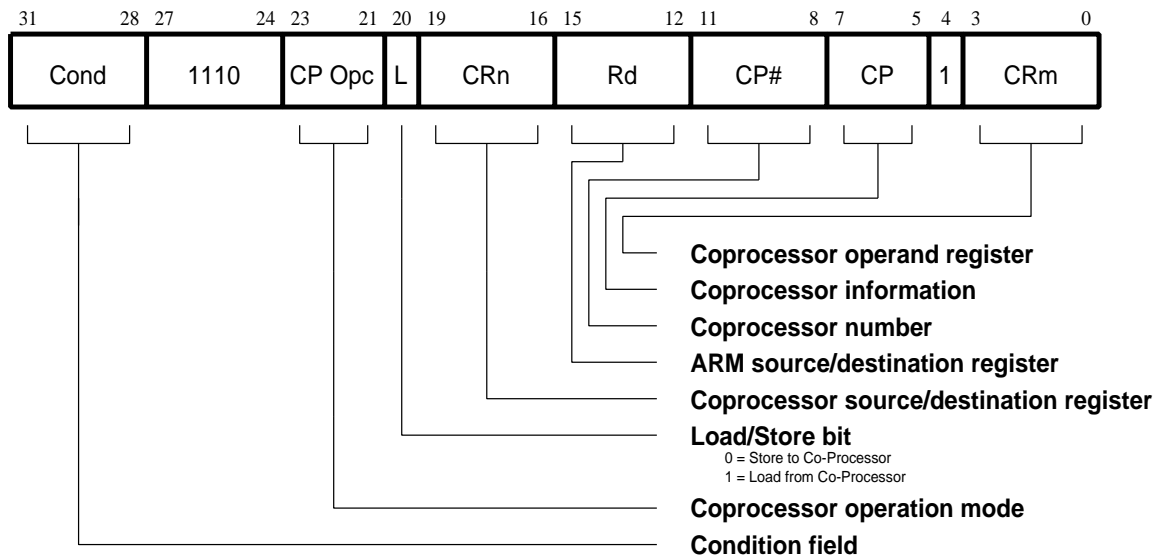 31 28 27 24 23 21 20 19 16 15 12 11 8 7 5 4 3 0
Cond 1110 CP Opc L CRn Rd CP# CP 1 CRm
Coprocessor operand register
Coprocessor information
Coprocessor number
ARM source/destination register
Coprocessor source/destination register
Load/Store bit
0 = Store to Co-Processor
1 = Load from Co-Processor
Coprocessor operation mode
Condition field